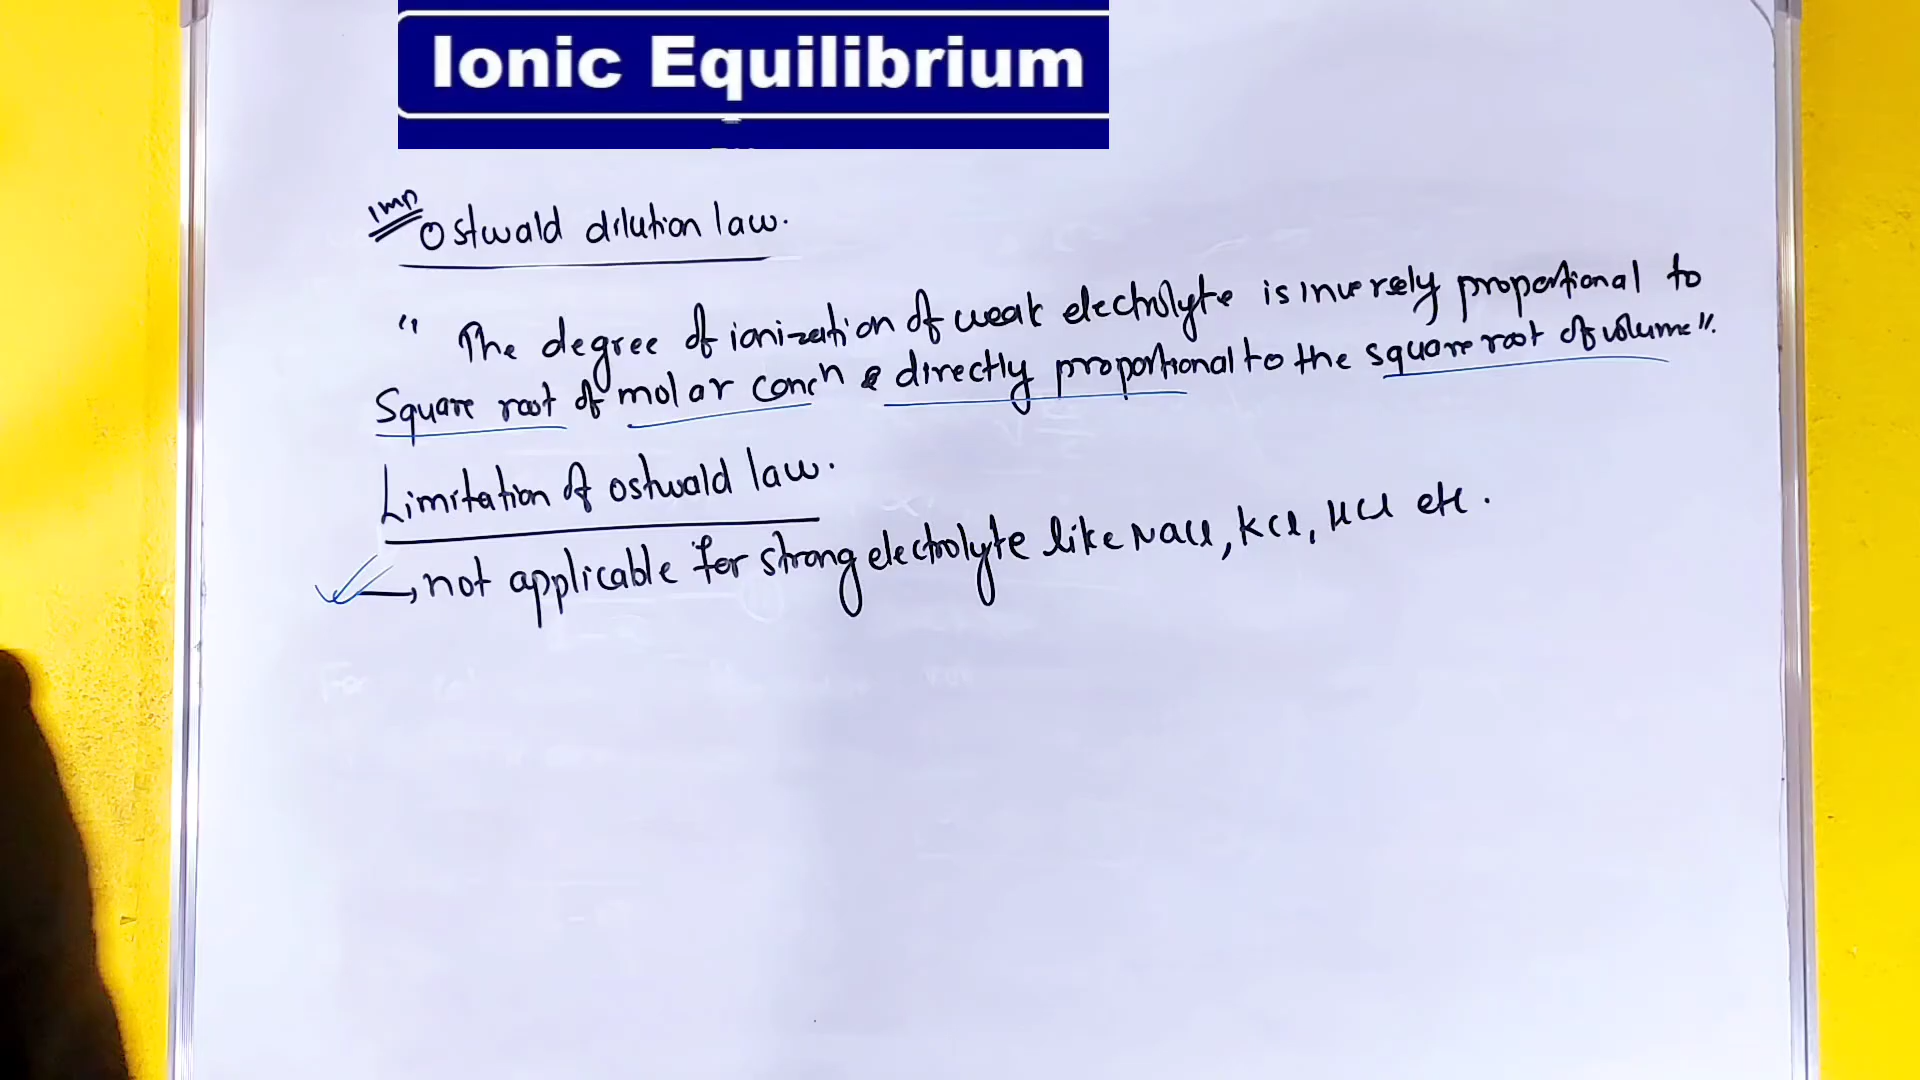 Ionic Equilibrium
Imp
Ostwald dilution law.
" The degree of ionization of weak electrolyte is inversely proportional to
Square root of molar concn & directly proportional to the square root of volume".
Limitation of ostwald law.
→ not applicable for strong electrolyte like NaCl, KCl, HCl etc.